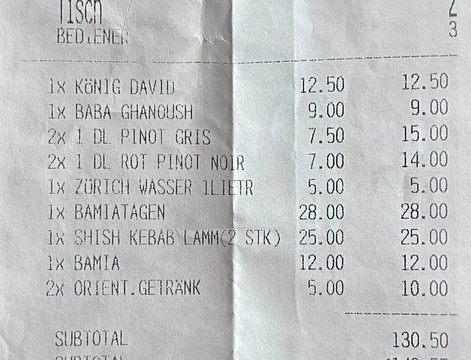 Tisch 2
BEDIENER 3
1x KöNIG DAVID 12.50 12.50
1x BABA GHANOUSH 9.00 9.00
2x 1 DL PINOT GRIS 7.50 15.00
2x 1 DL ROT PINOT NOIR 7.00 14.00
1x ZÜRICH WASSER 1LIETR 5.00 5.00
1x BAMIATAGEN 28.00 28.00
1x SHISH KEBAB LAMM(2 STK) 25.00 25.00
1x BAMIA 12.00 12.00
2x ORIENT.GETRÄNK 5.00 10.00
SUBTOTAL 130.50
SUBTOTAL